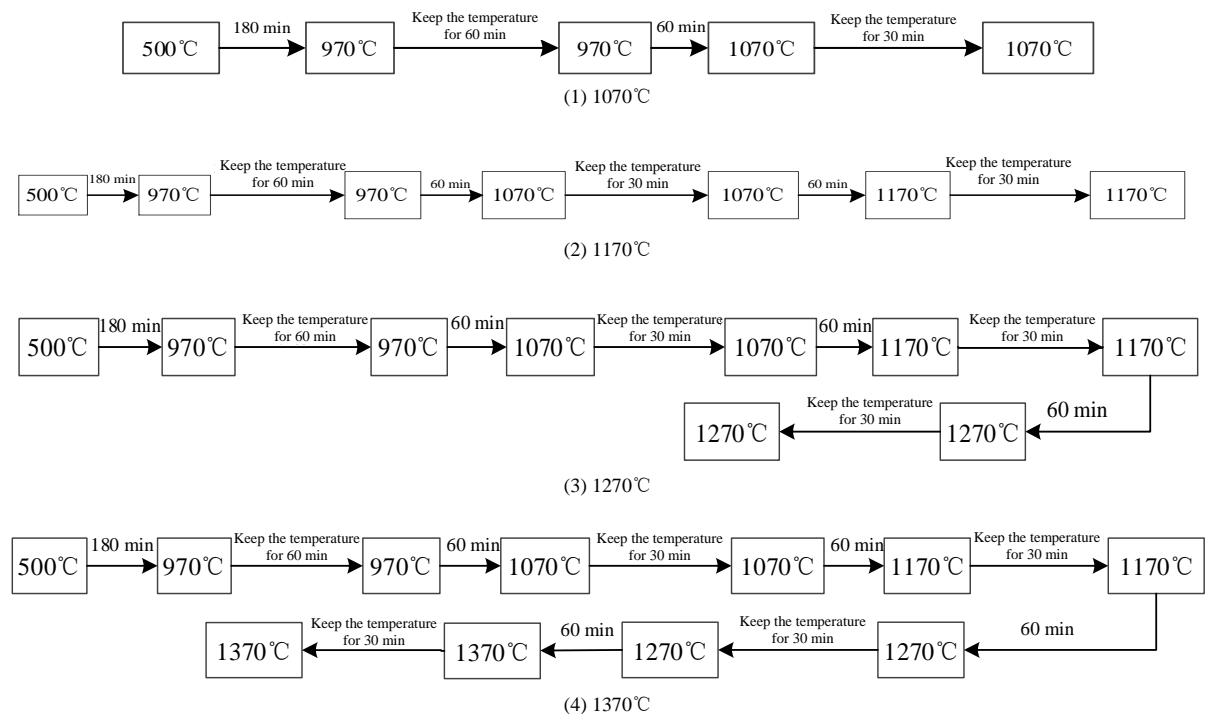 500℃ 180 min 970℃ Keep the temperature
for 60 min 970℃ 60 min 1070℃ Keep the temperature
for 30 min 1070℃
(1) 1070℃
500℃ 180 min 970℃ Keep the temperature
for 60 min 970℃ 60 min 1070℃ Keep the temperature
for 30 min 1070℃ 60 min 1170℃ Keep the temperature
for 30 min 1170℃
(2) 1170℃
500℃ 180 min 970℃ Keep the temperature
for 60 min 970℃ 60 min 1070℃ Keep the temperature
for 30 min 1070℃ 60 min 1170℃ Keep the temperature
for 30 min 1170℃
60 min 1270℃ Keep the temperature
for 30 min 1270℃
(3) 1270℃
500℃ 180 min 970℃ Keep the temperature
for 60 min 970℃ 60 min 1070℃ Keep the temperature
for 30 min 1070℃ 60 min 1170℃ Keep the temperature
for 30 min 1170℃
60 min 1270℃ Keep the temperature
for 30 min 1270℃ 60 min 1370℃ Keep the temperature
for 30 min 1370℃
(4) 1370℃